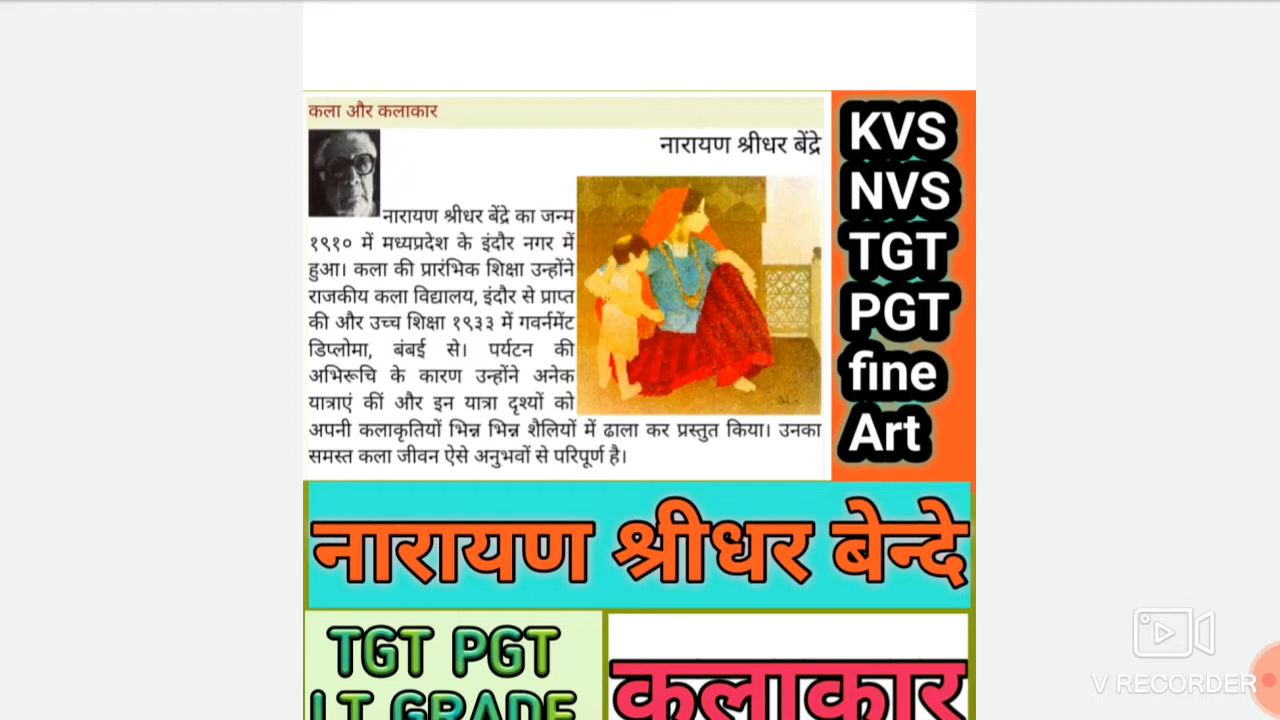 कला और कलाकार
नारायण श्रीधर बेंद्रे
नारायण श्रीधर बेंद्रे का जन्म
१९१० में मध्यप्रदेश के इंदौर नगर में
हुआ। कला की प्रारंभिक शिक्षा उन्होंने
राजकीय कला विद्यालय, इंदौर से प्राप्त
की और उच्च शिक्षा १९३३ में गवर्नमेंट
डिप्लोमा, बंबई से। पर्यटन की
अभिरूचि के कारण उन्होंने अनेक
यात्राएं कीं और इन यात्रा दृश्यों को
अपनी कलाकृतियों भिन्न भिन्न शैलियों में ढाला कर प्रस्तुत किया। उनका
समस्त कला जीवन ऐसे अनुभवों से परिपूर्ण है।
KVS
NVS
TGT
PGT
fine
Art
नारायण श्रीधर बेन्दे
TGT PGT
LT GRADE
कलाकार
V RECORDER